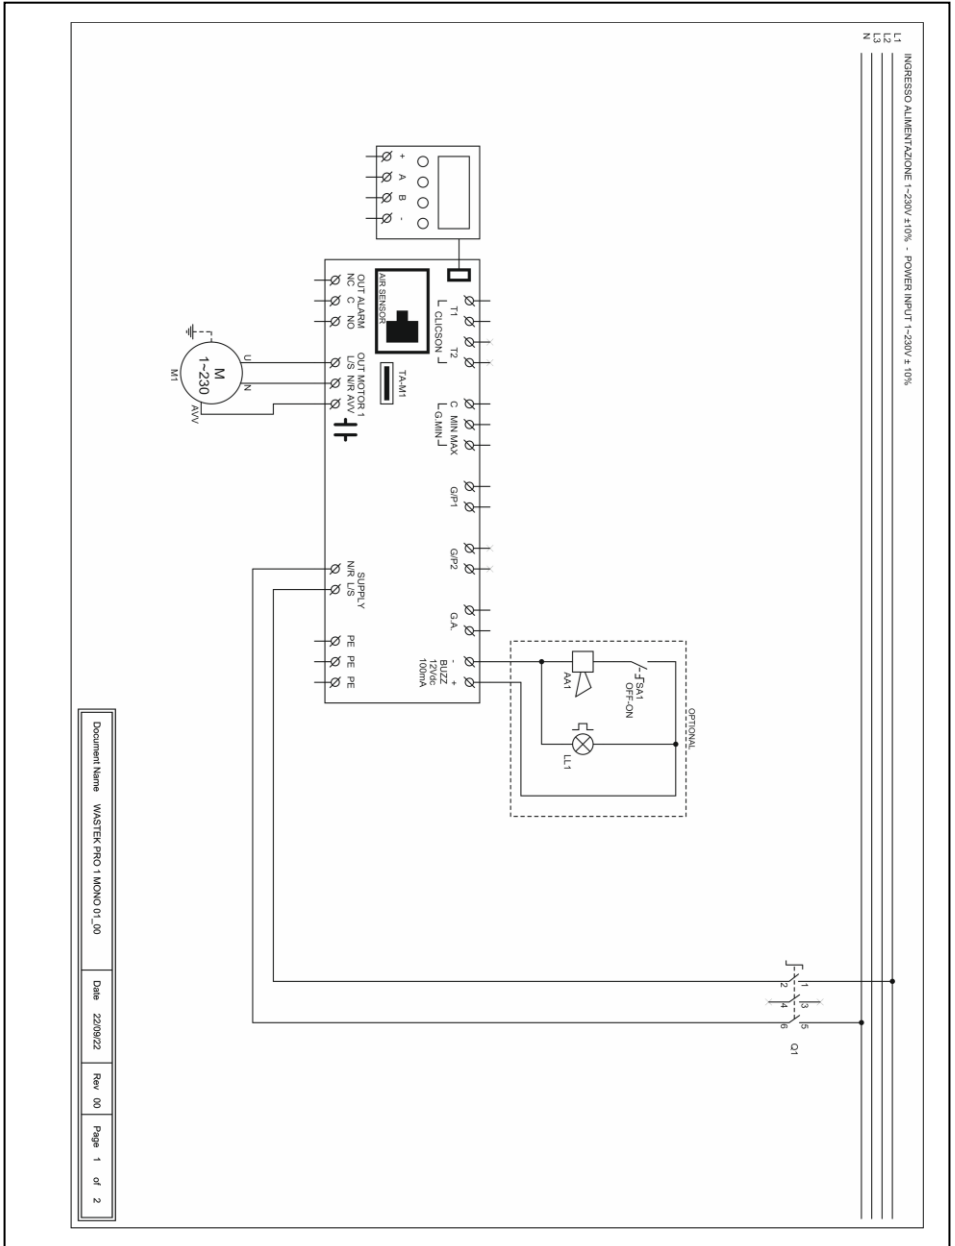 INGRESSO ALIMENTAZIONE 1~230V ±10% - POWER INPUT 1~230V ± 10%
L1
L2
L3
N
1 3 5
2 4 6
Q1
OPTIONAL
SA1
OFF-ON
AA1
LL1
T1 T2
CLICSON
C MIN MAX
G.MIN
G/P1
G/P2
G.A.
- +
BUZZ
12Vdc
100mA
+ A B -
AIR SENSOR
TA-M1
OUT ALARM
NC C NO
OUT MOTOR 1
L/S N/R AVV
SUPPLY
N/R L/S
PE PE PE
U N
M
1~230
M1
AVV
Document Name WASTEK PRO 1 MONO 01_00 Date 22/09/22 Rev 00 Page 1 of 2